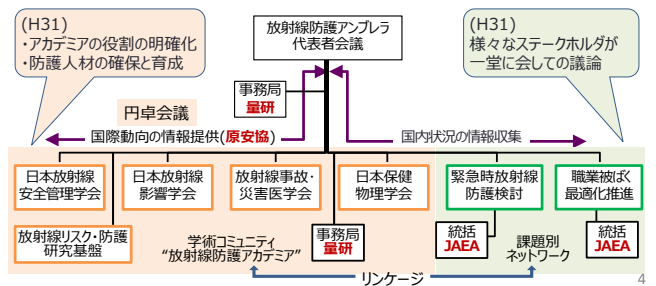 (H31)
・アカデミアの役割の明確化
・防護人材の確保と育成
放射線防護アンブレラ
代表者会議
(H31)
様々なステークホルダが
一堂に会しての議論
事務局
量研
円卓会議
国際動向の情報提供(原安協)
国内状況の情報収集
日本放射線
安全管理学会
日本放射線
影響学会
放射線事故・
災害医学会
日本保健
物理学会
緊急時放射線
防護検討
職業被ばく
最適化推進
放射線リスク・防護
研究基盤
学術コミュニティ
“放射線防護アカデミア”
事務局
量研
統括
JAEA
課題別
ネットワーク
統括
JAEA
リンケージ
4